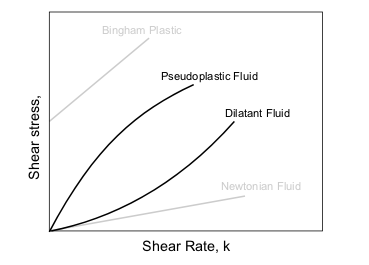 Bingham Plastic
Pseudoplastic Fluid
Dilatant Fluid
Newtonian Fluid
Shear stress,
Shear Rate, k